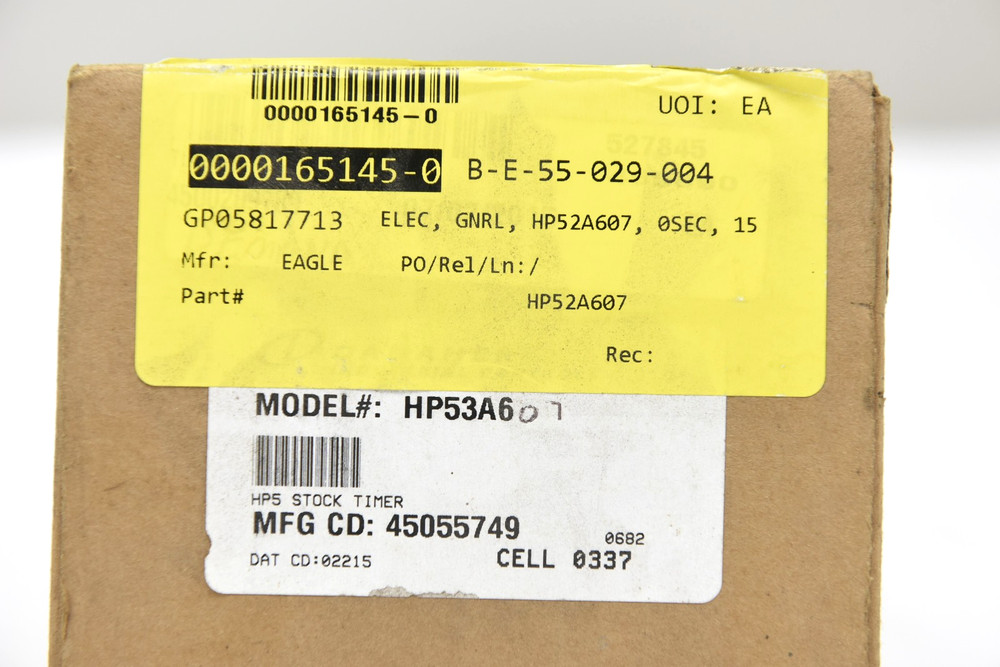 0000165145-0
UOI: EA
0000165145-0 B-E-55-029-004
GP05817713 ELEC, GNRL, HP52A607, 0SEC, 15
Mfr: EAGLE PO/Rel/Ln:/
Part# HP52A607
Rec:
MODEL#: HP53A607
HP5 STOCK TIMER
MFG CD: 45055749
0682
DAT CD:02215 CELL 0337